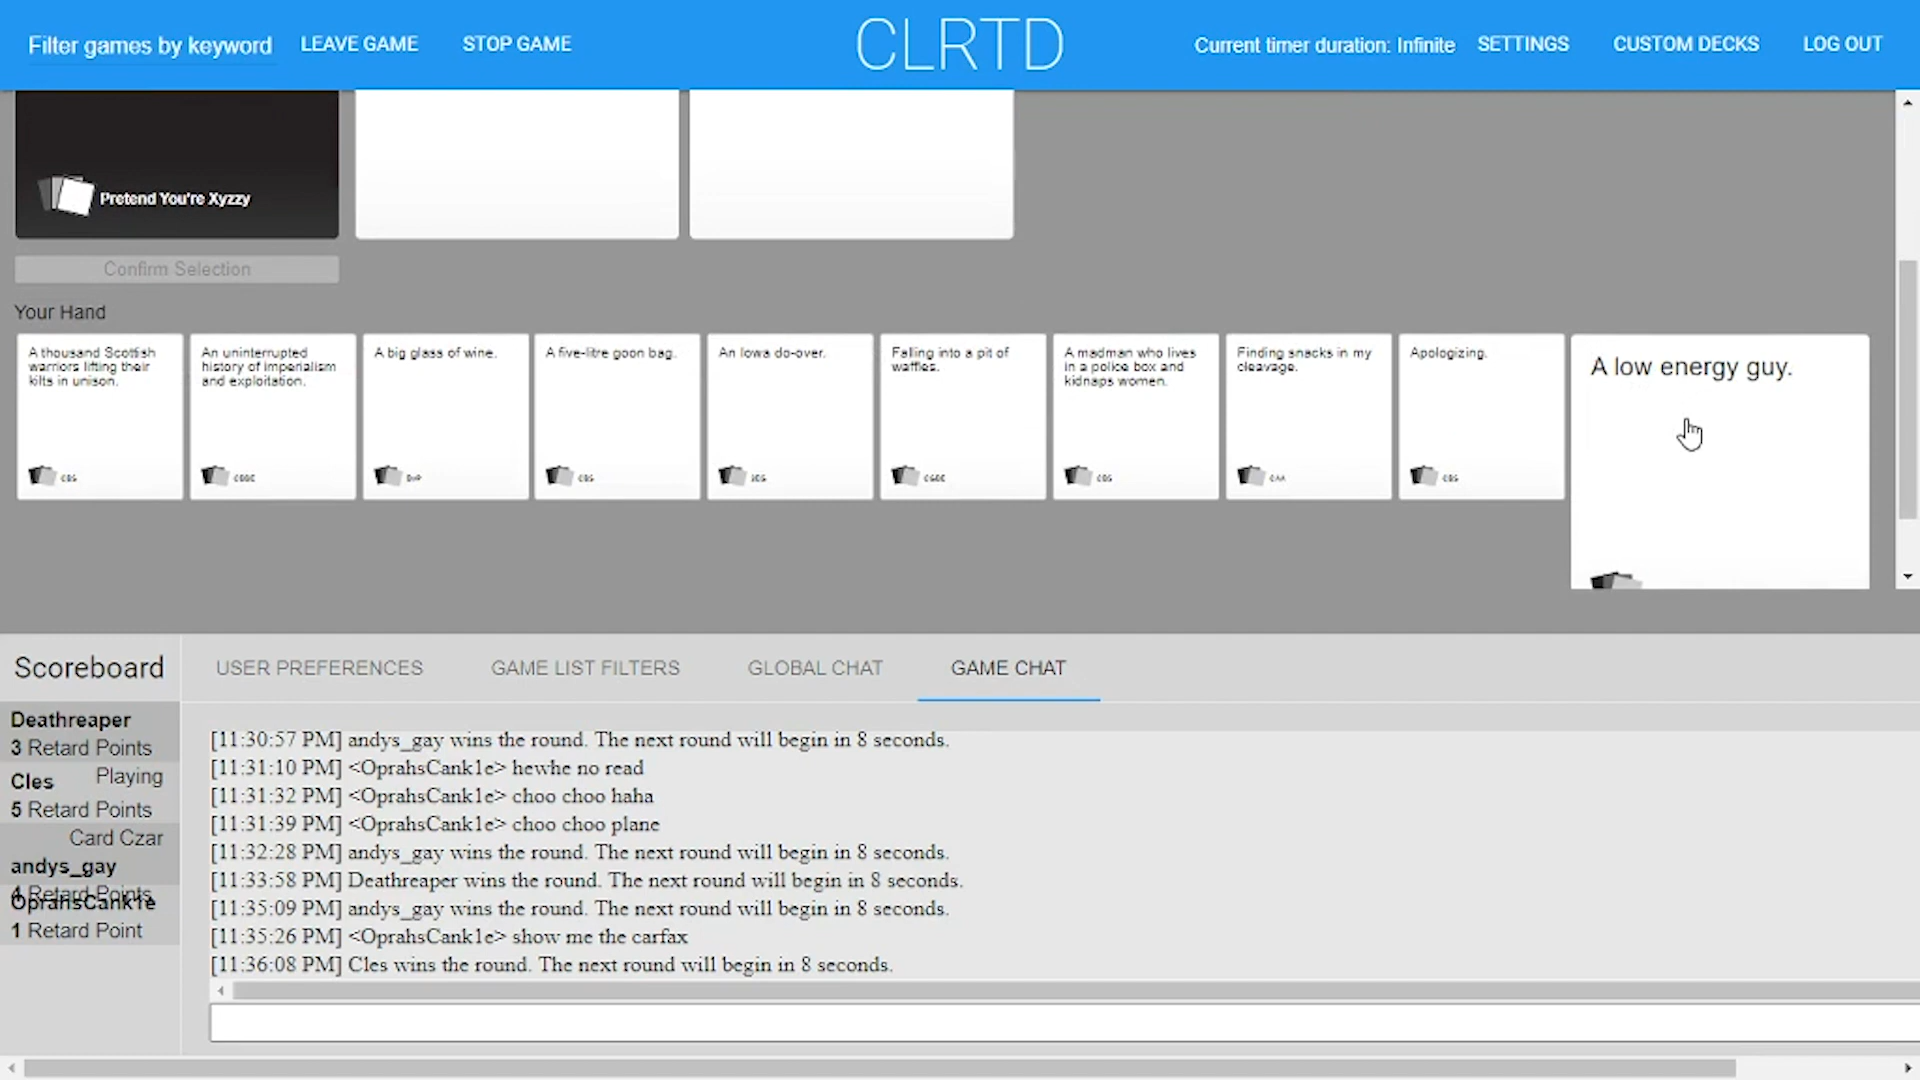 Filter games by keyword LEAVE GAME STOP GAME CLRTD Current timer duration: Infinite SETTINGS CUSTOM DECKS LOG OUT
Pretend You're Xyzzy
Confirm Selection
Your Hand
A thousand Scottish
warriors lifting their
kilts in unison.
CBS
An uninterrupted
history of imperialism
and exploitation.
A big glass of wine.
A five-litre goon bag.
CBS
An Iowa do-over.
Falling into a pit of
waffles.
A madman who lives
in a police box and
kidnaps women.
CBS
Finding snacks in my
cleavage.
CAA
Apologizing.
CBS
A low energy guy.
Scoreboard
Deathreaper
3 Retard Points
Playing
Cles
5 Retard Points
Card Czar
andys_gay
4 Retard Points
OprahsCank1e
1 Retard Point
USER PREFERENCES GAME LIST FILTERS GLOBAL CHAT GAME CHAT
[11:30:57 PM] andys_gay wins the round. The next round will begin in 8 seconds.
[11:31:10 PM] <OprahsCank1e> hewhe no read
[11:31:32 PM] <OprahsCank1e> choo choo haha
[11:31:39 PM] <OprahsCank1e> choo choo plane
[11:32:28 PM] andys_gay wins the round. The next round will begin in 8 seconds.
[11:33:58 PM] Deathreaper wins the round. The next round will begin in 8 seconds.
[11:35:09 PM] andys_gay wins the round. The next round will begin in 8 seconds.
[11:35:26 PM] <OprahsCank1e> show me the carfax
[11:36:08 PM] Cles wins the round. The next round will begin in 8 seconds.